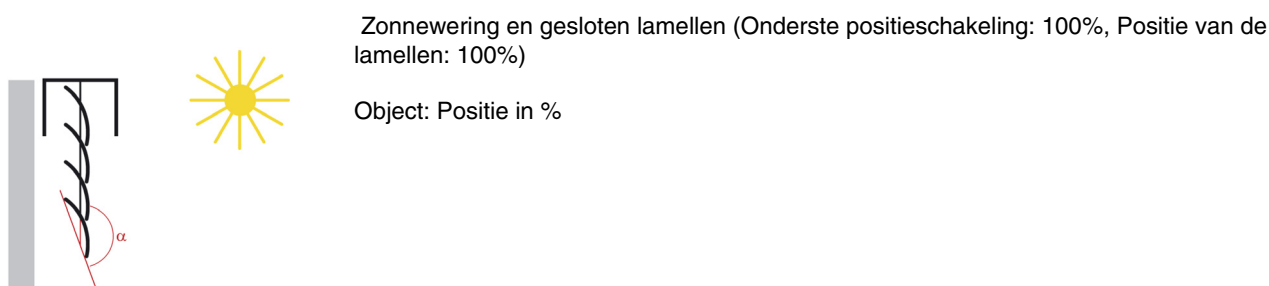 Zonnewering en gesloten lamellen (Onderste positieschakeling: 100%, Positie van de
lamellen: 100%)
Object: Positie in %
α